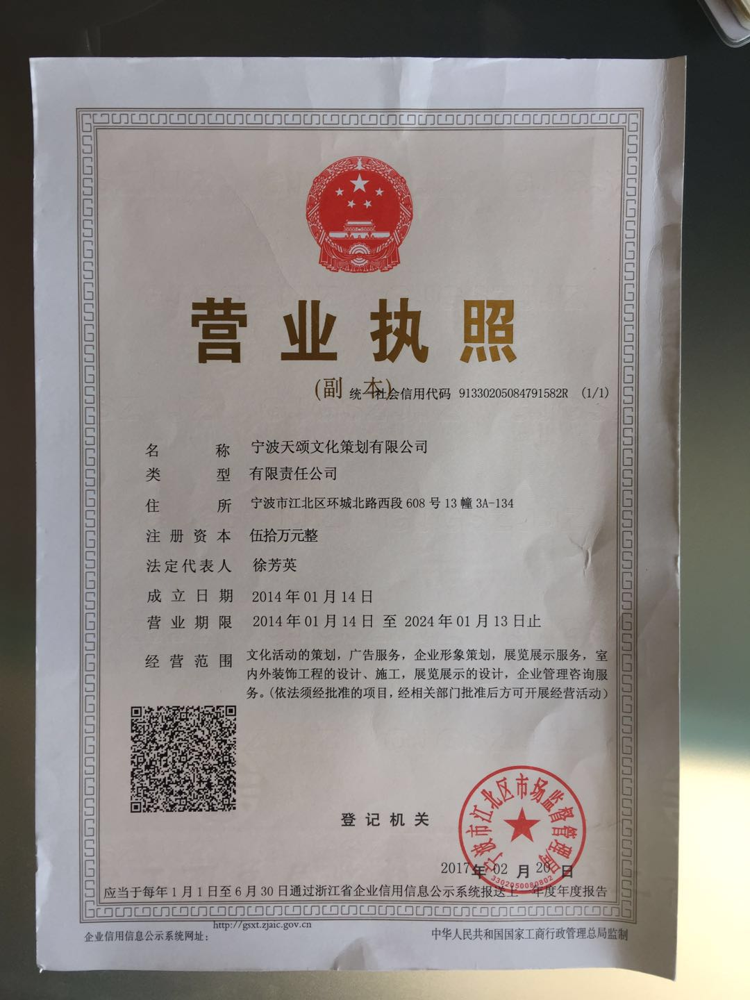 营业执照
(副 本)
统一社会信用代码 91330205084791582R (1/1)
名 称 宁波天颂文化策划有限公司
类 型 有限责任公司
住 所 宁波市江北区环城北路西段 608 号 13 幢 3A-134
注 册 资 本 伍拾万元整
法定代表人 徐芳英
成 立 日 期 2014 年 01 月 14 日
营 业 期 限 2014 年 01 月 14 日 至 2024 年 01 月 13 日止
经 营 范 围 文化活动的策划，广告服务，企业形象策划，展览展示服务，室
内外装饰工程的设计、施工，展览展示的设计，企业管理咨询服
务。(依法须经批准的项目，经相关部门批准后方可开展经营活动)
登 记 机 关
宁波市江北区市场监督管理局
3302050080802
2017 年 02 月 20 日
应当于每年 1 月 1 日至 6 月 30 日通过浙江省企业信用信息公示系统报送上一年度年度报告
http://gsxt.zjaic.gov.cn
企业信用信息公示系统网址：
中华人民共和国国家工商行政管理总局监制